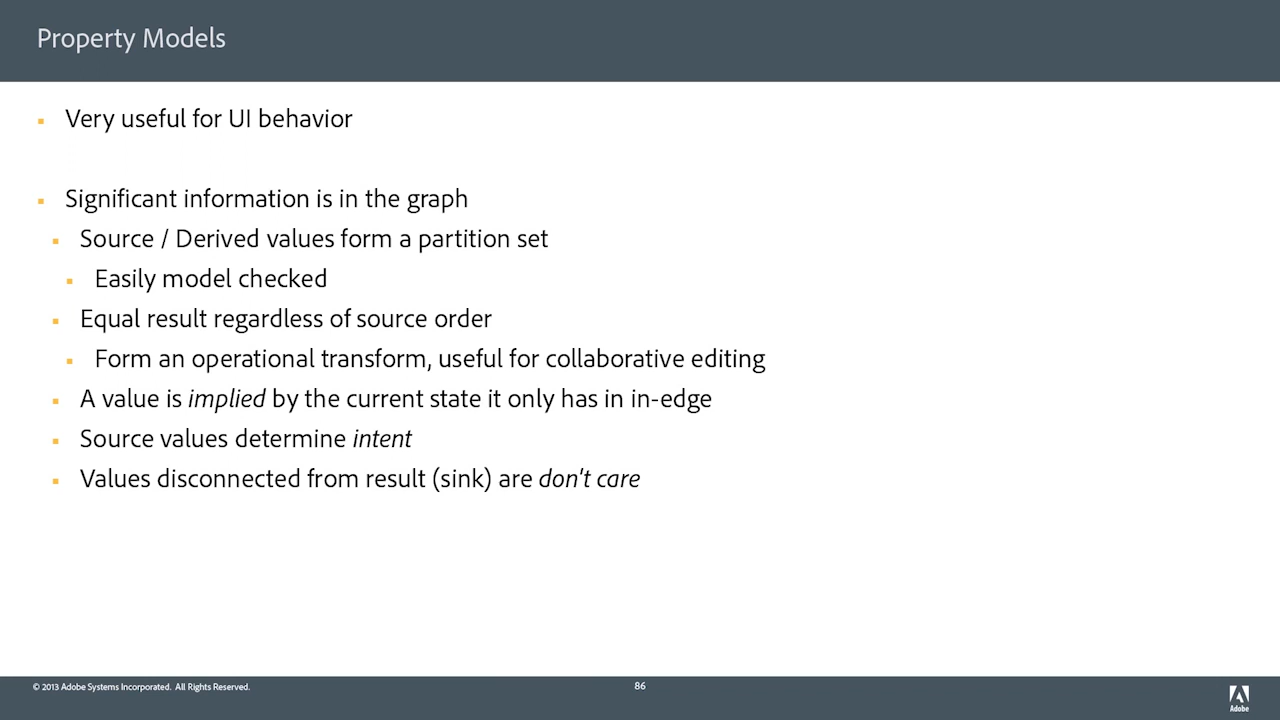 Property Models
Very useful for UI behavior
Significant information is in the graph
Source / Derived values form a partition set
Easily model checked
Equal result regardless of source order
Form an operational transform, useful for collaborative editing
A value is implied by the current state it only has in in-edge
Source values determine intent
Values disconnected from result (sink) are don't care
© 2013 Adobe Systems Incorporated. All Rights Reserved.
86
Adobe